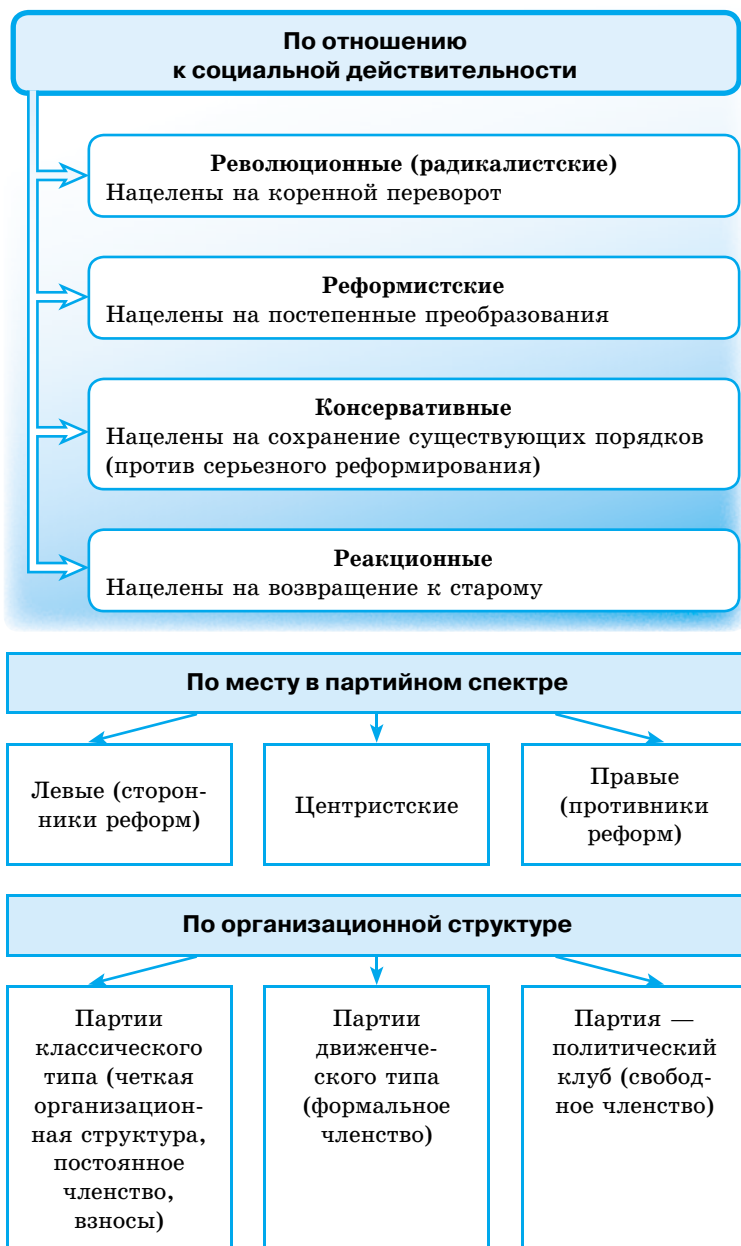 По отношению
к социальной действительности
Революционные (радикалистские)
Нацелены на коренной переворот
Реформистские
Нацелены на постепенные преобразования
Консервативные
Нацелены на сохранение существующих порядков
(против серьезного реформирования)
Реакционные
Нацелены на возвращение к старому
По месту в партийном спектре
Левые (сторон-
ники реформ)
Центристские
Правые
(противники
реформ)
По организационной структуре
Партии
классического
типа (четкая
организацион-
ная структура,
постоянное
членство,
взносы)
Партии
движенче-
ского типа
(формальное
членство)
Партия —
политический
клуб (свобод-
ное членство)